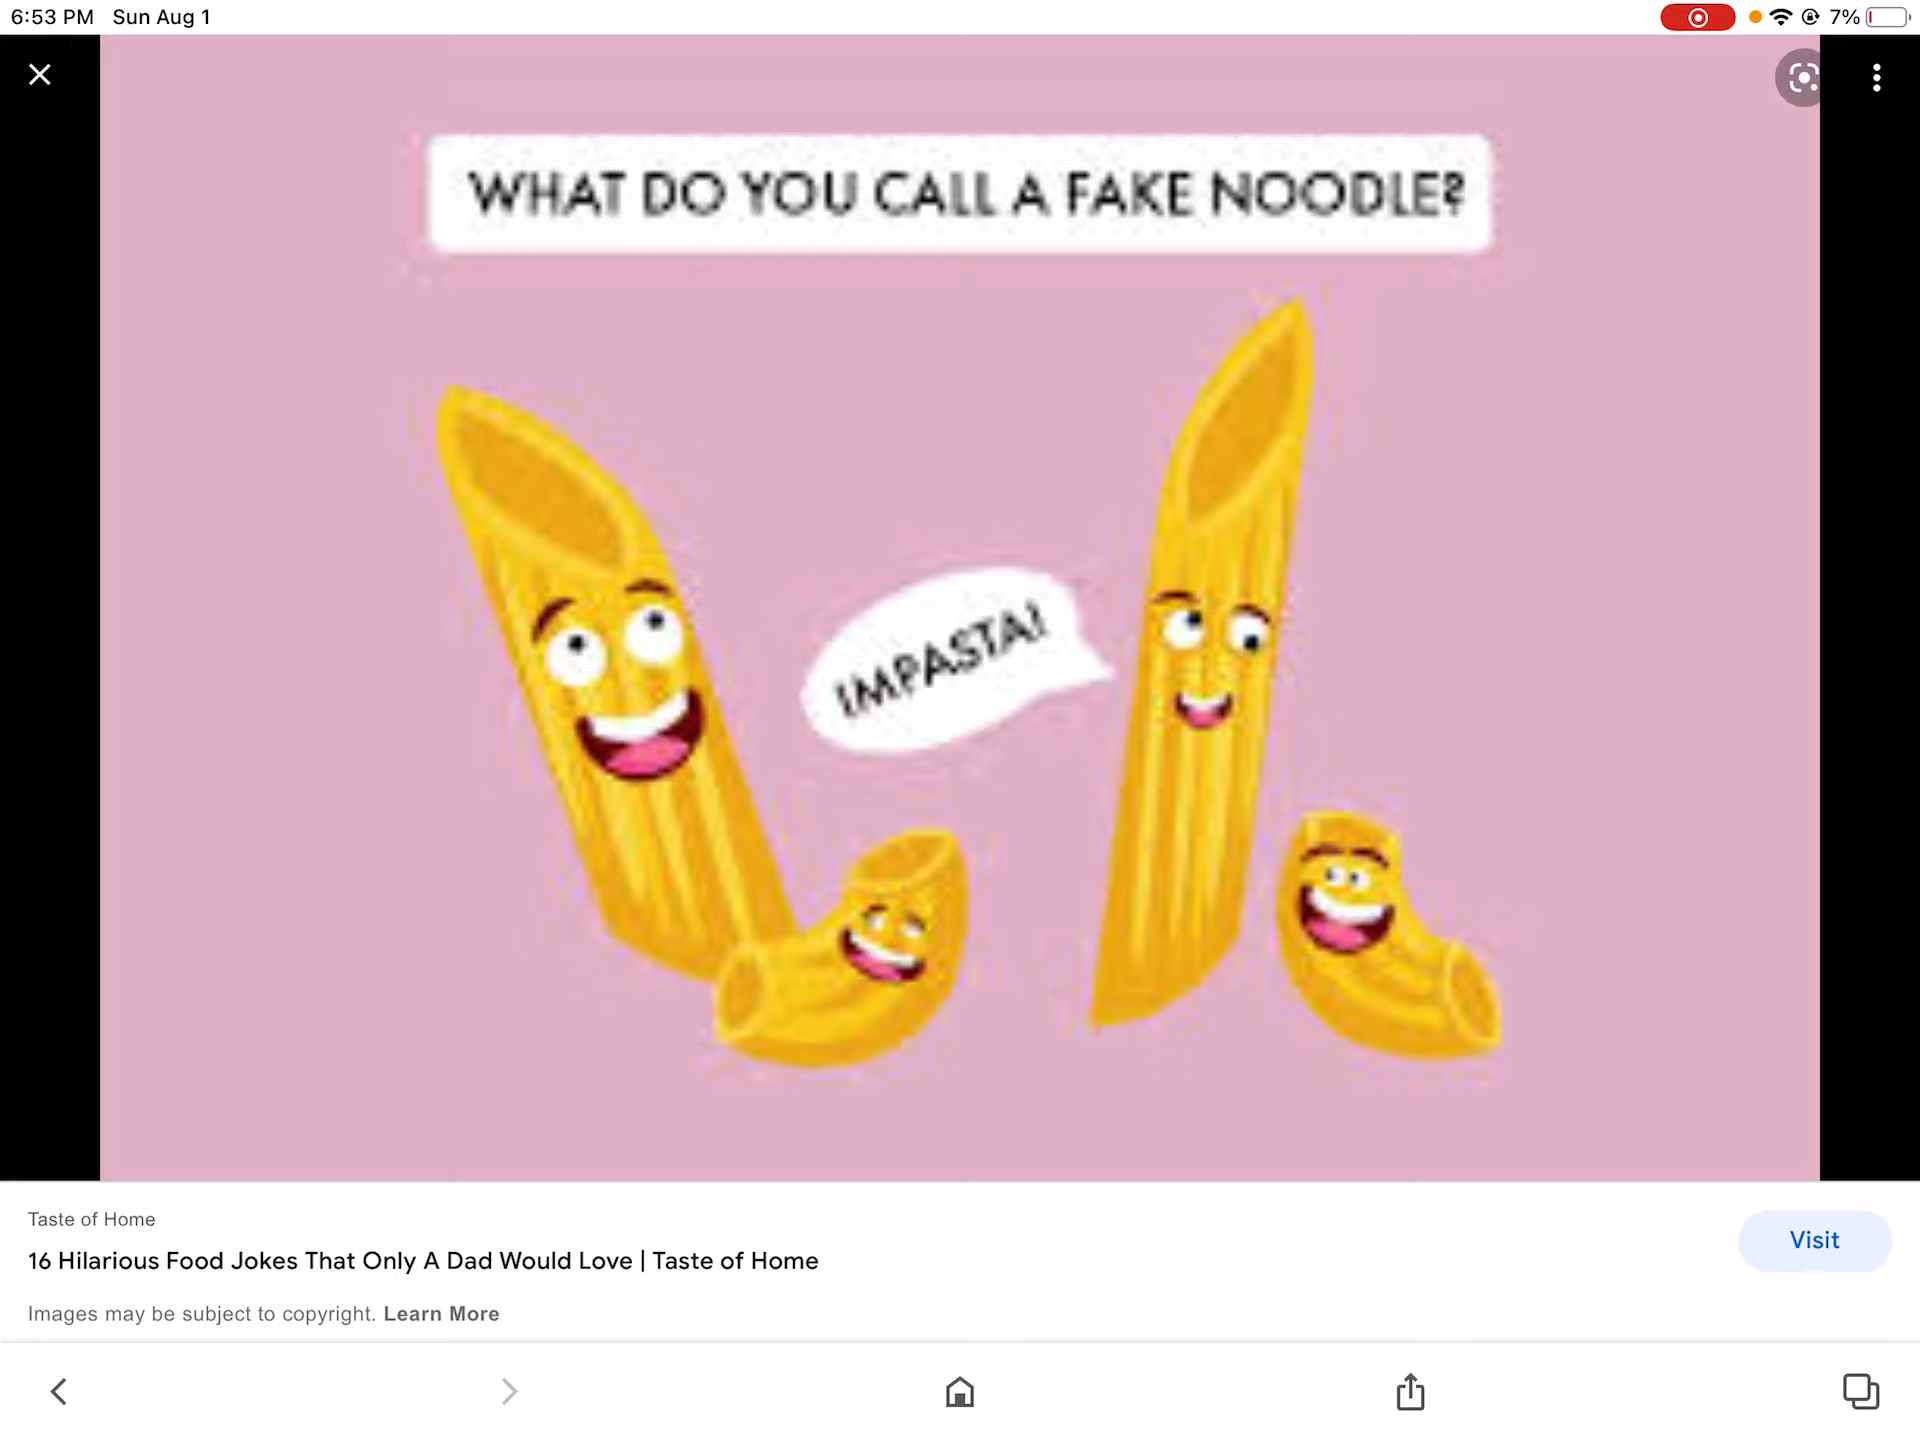 6:53 PM Sun Aug 1
7%
WHAT DO YOU CALL A FAKE NOODLE?
IMPASTA!
Taste of Home
16 Hilarious Food Jokes That Only A Dad Would Love | Taste of Home
Visit
Images may be subject to copyright. Learn More